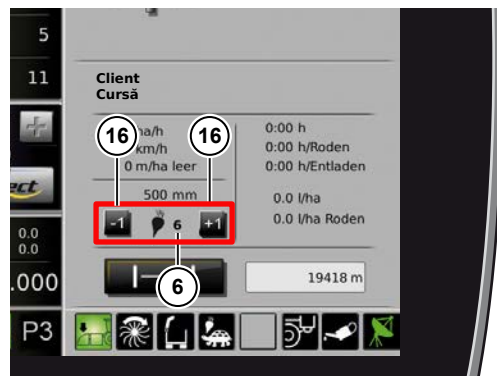 5
11
Client
Cursă
16
16
ha/h
km/h
0 m/ha leer
0:00 h
0:00 h/Roden
0:00 h/Entladen
500 mm
0.0 l/ha
0.0 l/ha Roden
-1
6
+1
ect
0.0
0.0
.000
6
19418 m
P3